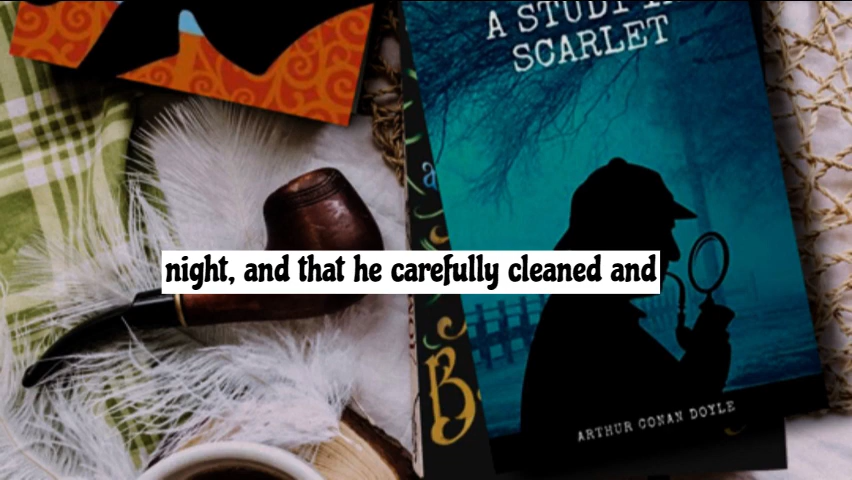 A STUDY IN
SCARLET
night, and that he carefully cleaned and
B
ARTHUR CONAN DOYLE